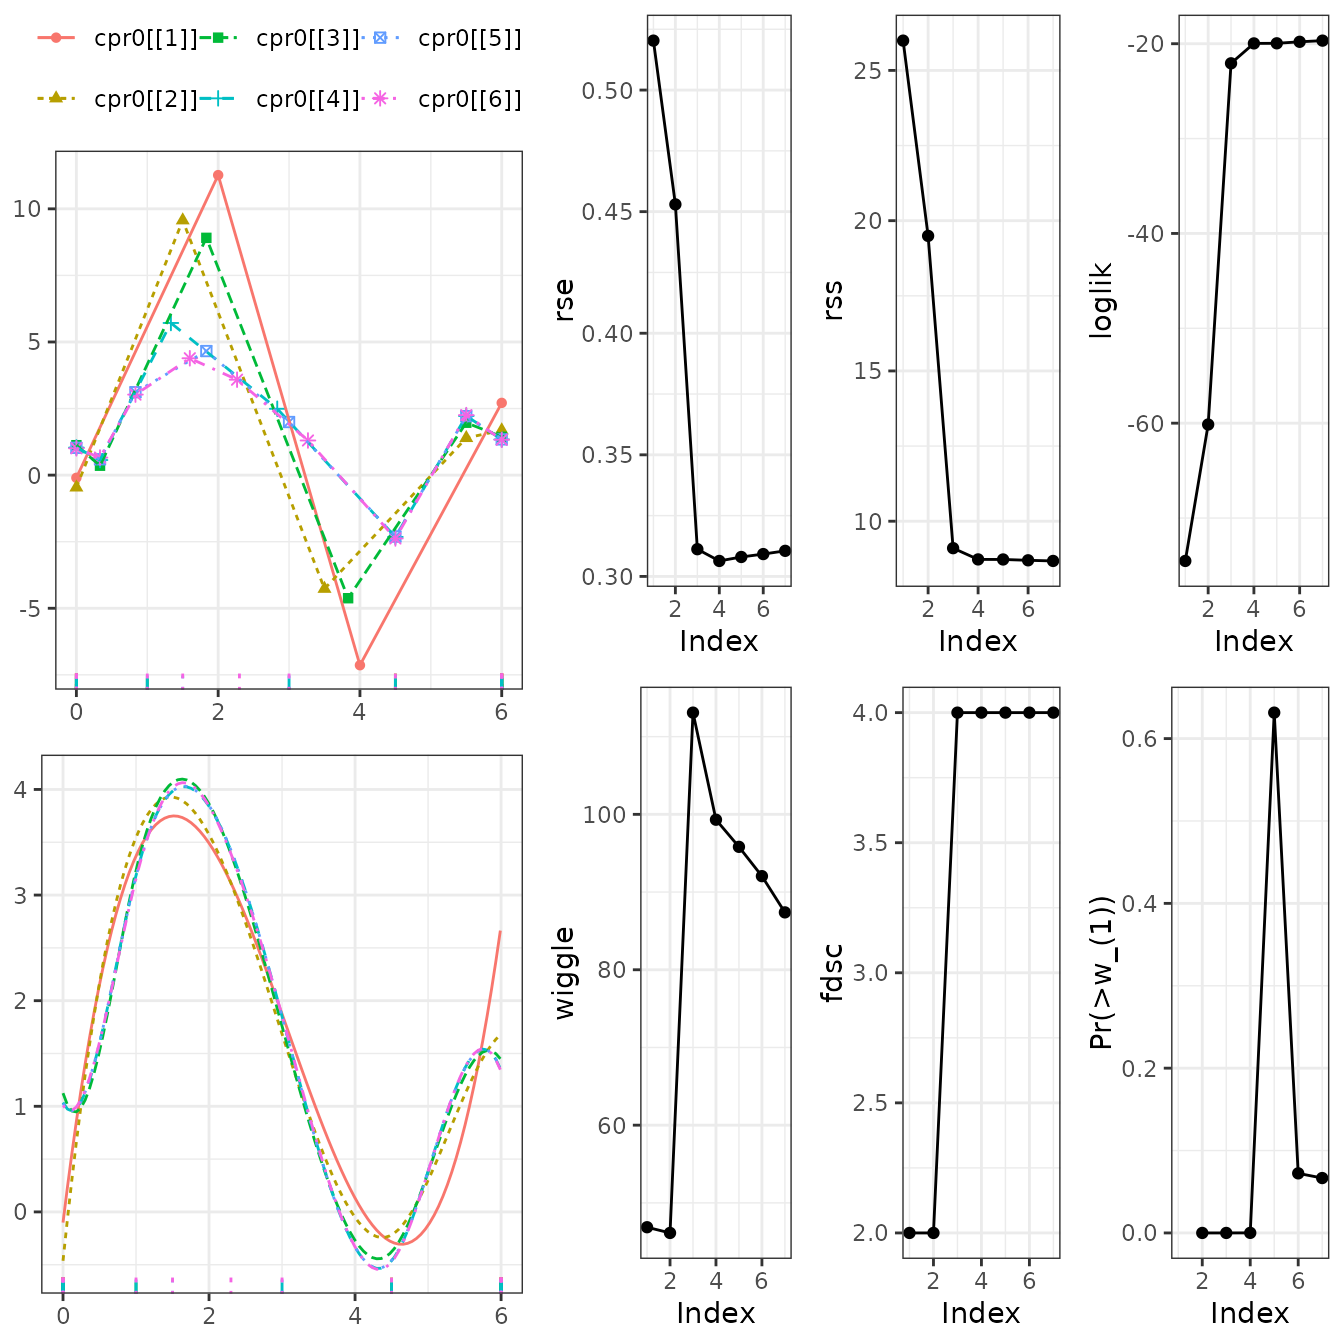 cpr0[[1]] cpr0[[3]] cpr0[[5]]
cpr0[[2]] cpr0[[4]] cpr0[[6]]
10
5
0
-5
0 2 4 6
4
3
2
1
0
0 2 4 6
rse
0.50
0.45
0.40
0.35
0.30
2 4 6
Index
rss
25
20
15
10
2 4 6
Index
loglik
-20
-40
-60
2 4 6
Index
wiggle
100
80
60
2 4 6
Index
fdsc
4.0
3.5
3.0
2.5
2.0
2 4 6
Index
Pr(>w_(1))
0.6
0.4
0.2
0.0
2 4 6
Index